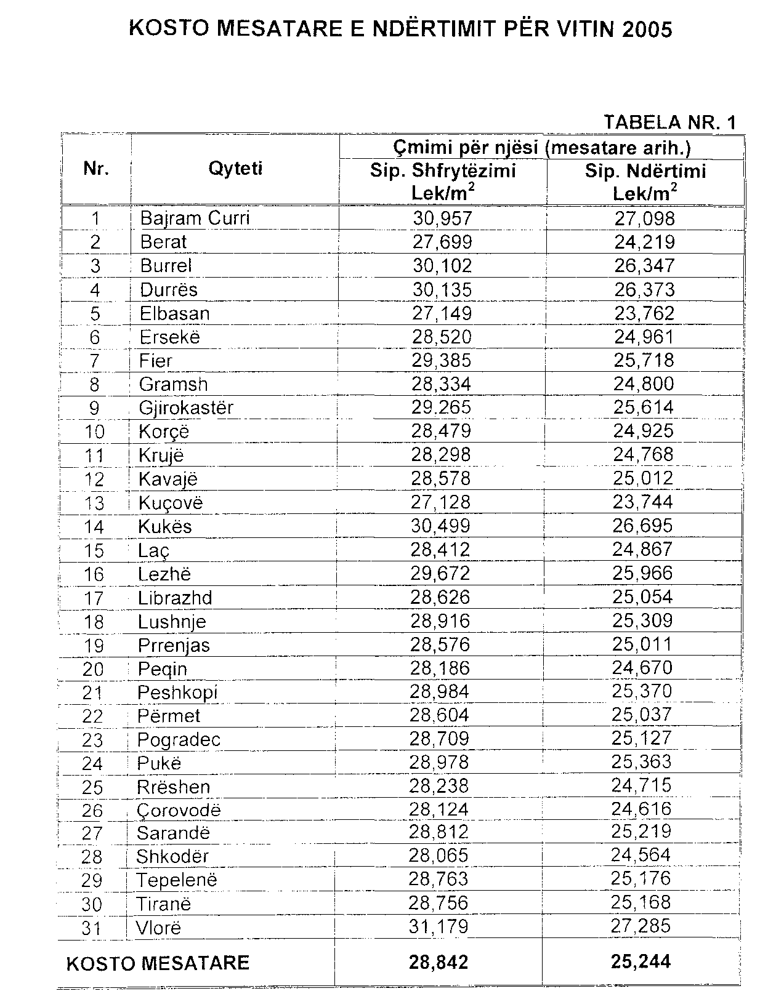 KOSTO MESATARE E NDËRTIMIT PËR VITIN 2005
TABELA NR. 1
Nr. Qyteti Çmimi për njësi (mesatare arih.)
Sip. Shfrytëzimi Lek/m² Sip. Ndërtimi Lek/m²
1 Bajram Curri 30,957 27,098
2 Berat 27,699 24,219
3 Burrel 30,102 26,347
4 Durrës 30,135 26,373
5 Elbasan 27,149 23,762
6 Ersekë 28,520 24,961
7 Fier 29,385 25,718
8 Gramsh 28,334 24,800
9 Gjirokastër 29.265 25,614
10 Korçë 28,479 24,925
11 Krujë 28,298 24,768
12 Kavajë 28,578 25,012
13 Kuçovë 27,128 23,744
14 Kukës 30,499 26,695
15 Laç 28,412 24,867
16 Lezhë 29,672 25,966
17 Librazhd 28,626 25,054
18 Lushnje 28,916 25,309
19 Prrenjas 28,576 25,011
20 Peqin 28,186 24,670
21 Peshkopi 28,984 25,370
22 Përmet 28,604 25,037
23 Pogradec 28,709 25,127
24 Pukë 28,978 25,363
25 Rrëshen 28,238 24,715
26 Çorovodë 28,124 24,616
27 Sarandë 28,812 25,219
28 Shkodër 28,065 24,564
29 Tepelenë 28,763 25,176
30 Tiranë 28,756 25,168
31 Vlorë 31,179 27,285
KOSTO MESATARE 28,842 25,244